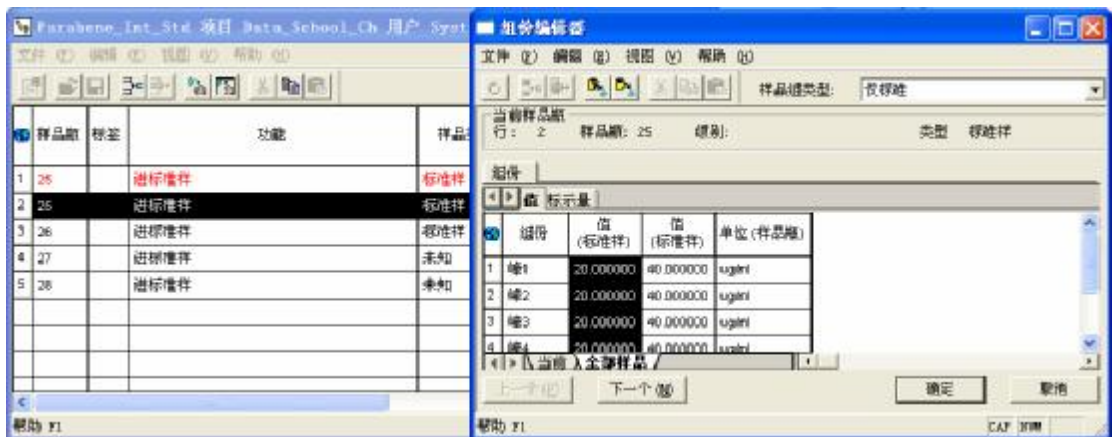 Parabene_Int_Std 项目 Data_School_Ch 用户 Syst
文件 (F) 编辑 (E) 视图 (V) 帮助 (H)
样品瓶 标签 功能 样品
1 25 进标准样 标准样
2 25 进标准样 标准样
3 26 进标准样 标准样
4 27 进标准样 未知
5 28 进标准样 未知
帮助 F1
组份编辑器
文件 (F) 编辑 (E) 视图 (V) 帮助 (H)
样品组类型: 仅标准
当前样品瓶
行: 2 样品瓶: 25 级别: 类型 标准样
组份
值 标示量
组份 值 (标准样) 值 (标准样) 单位 (样品瓶)
1 峰1 20.000000 40.000000 ug/ml
2 峰2 20.000000 40.000000 ug/ml
3 峰3 20.000000 40.000000 ug/ml
4 峰4 20.000000 40.000000 ug/ml
当前 全部样品
上一个(P) 下一个(N) 确定 取消
帮助 F1 CAP NUM